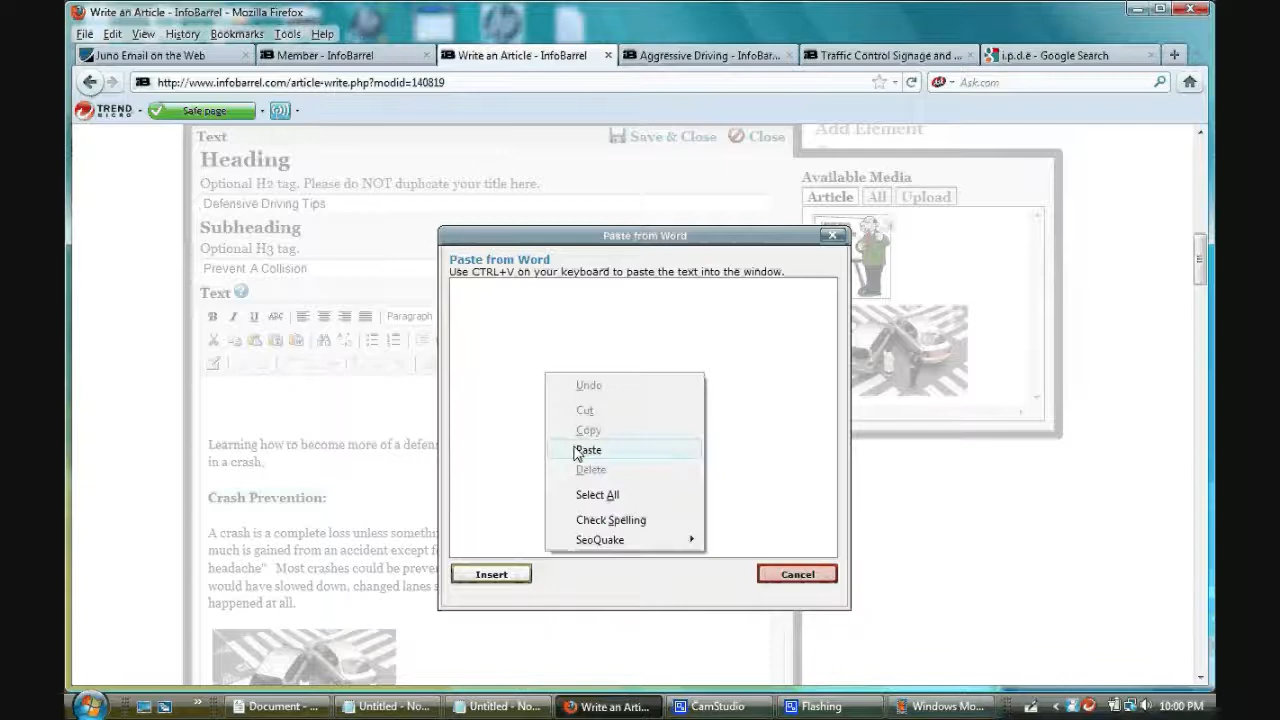 Write an Article - InfoBarrel - Mozilla Firefox
File Edit View History Bookmarks Tools Help
Juno Email on the Web
Member - InfoBarrel
Write an Article - InfoBarrel
Aggressive Driving - InfoBar...
Traffic Control Signage and ...
i.p.d.e - Google Search
http://www.infobarrel.com/article-write.php?modid=140819
Ask.com
TREND MICRO
Safe page
Text
Save & Close
Close
Add Element
Heading
Optional H2 tag. Please do NOT duplicate your title here.
Defensive Driving Tips
Subheading
Optional H3 tag.
Prevent A Collision
Text
Available Media
Article All Upload
B I U ABC
Paragraph
Paste from Word
Paste from Word
Use CTRL+V on your keyboard to paste the text into the window.
Undo
Cut
Copy
Paste
Delete
Select All
Check Spelling
SeoQuake
Insert
Cancel
Learning how to become more of a defens
in a crash.
Crash Prevention:
A crash is a complete loss unless somethi
much is gained from an accident except f
headache" Most crashes could be preve
would have slowed down, changed lanes
happened at all.
Document - ...
Untitled - No...
Untitled - No...
Write an Arti...
CamStudio
Flashing
Windows Mo...
10:00 PM